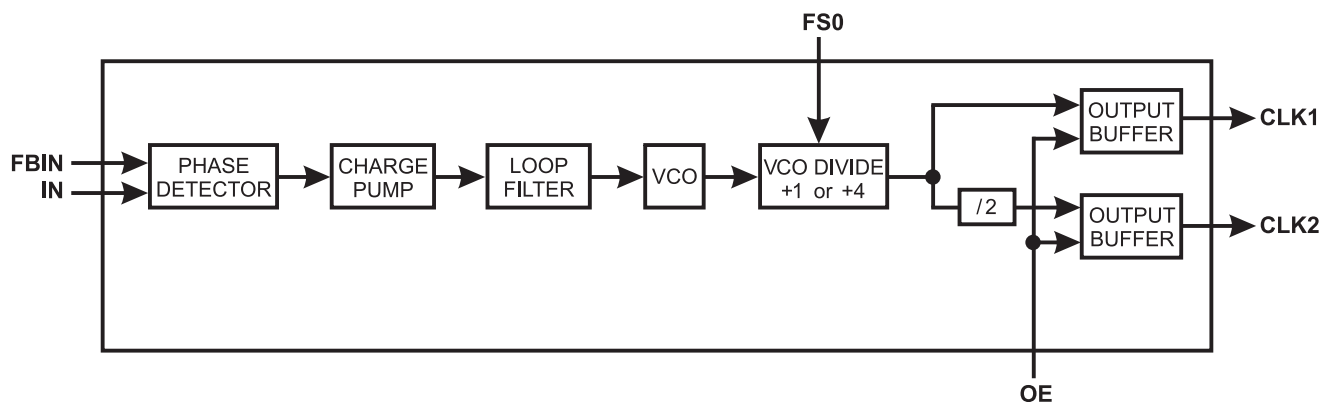 FS0
FBIN
IN
PHASE
DETECTOR
CHARGE
PUMP
LOOP
FILTER
VCO
VCO DIVIDE
+1 or +4
/2
OUTPUT
BUFFER
CLK1
OUTPUT
BUFFER
CLK2
OE